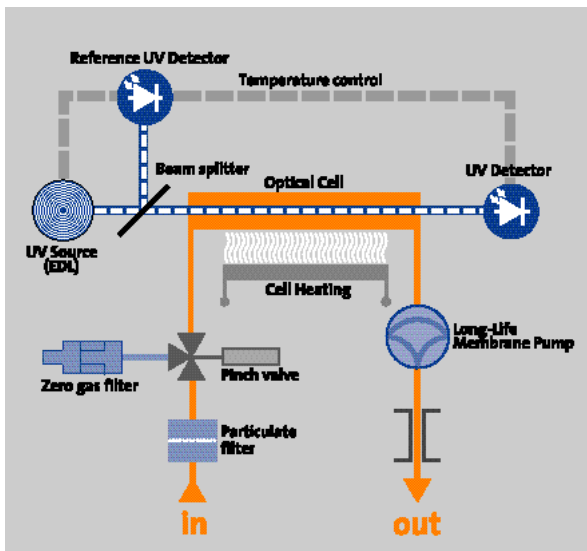 Reference UV Detector
Temperature control
Beam splitter
Optical Cell
UV Detector
UV Source
(EDL)
Cell Heating
Long-Life
Membrane Pump
Zero gas filter
Pinch valve
Particulate
filter
in
out